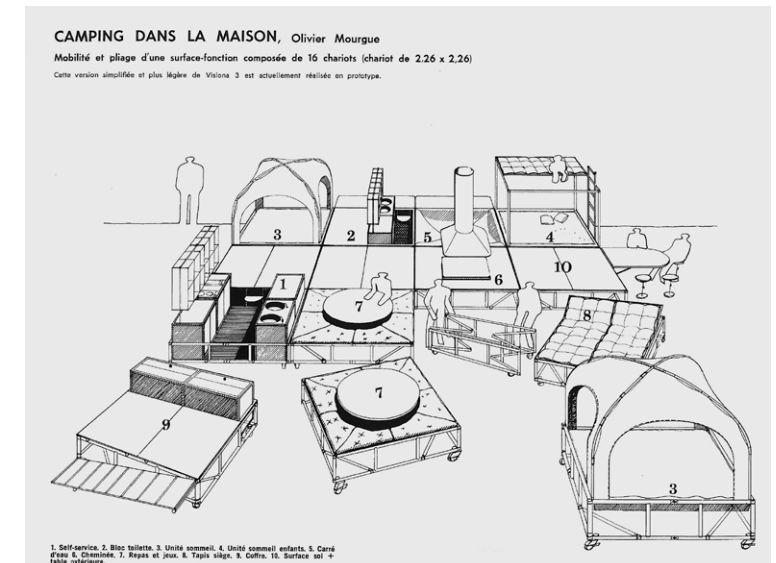 CAMPING DANS LA MAISON, Olivier Mourgue
Mobilité et pliage d'une surface-fonction composée de 16 chariots (chariot de 2.26 x 2,26)
Cette version simplifiée et plus légère de Visiona 3 est actuellement réalisée en prototype.
3 2 5 4
1 7 6 10
8
9 7 3
1. Self-service. 2. Bloc toilette. 3. Unité sommeil. 4. Unité sommeil enfants. 5. Carré
d'eau 6. Cheminée. 7. Repas et jeux. 8. Tapis siège. 9. Coffre. 10. Surface sol +
table extérieure.